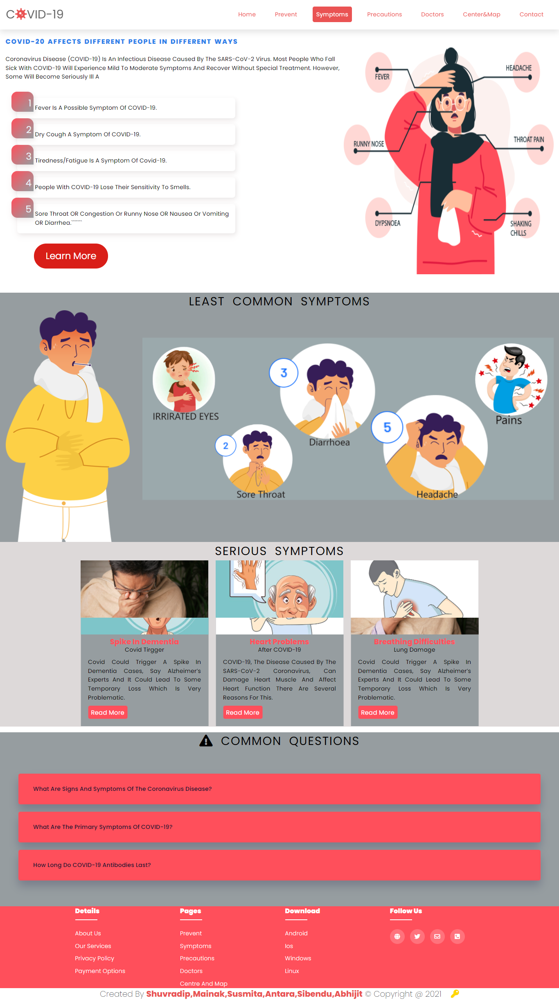 COVID-19
Home Prevent Symptoms Precautions Doctors Center&Map Contact
COVID-20 AFFECTS DIFFERENT PEOPLE IN DIFFERENT WAYS
Coronavirus Disease (COVID-19) Is An Infectious Disease Caused By The SARS-CoV-2 Virus. Most People Who Fall
Sick With COVID-19 Will Experience Mild To Moderate Symptoms And Recover Without Special Treatment. However,
Some Will Become Seriously Ill A
1
Fever Is A Possible Symptom Of COVID-19.
2
Dry Cough A Symptom Of COVID-19.
3
Tiredness/Fatigue Is A Symptom Of Covid-19.
4
People With COVID-19 Lose Their Sensitivity To Smells.
5
Sore Throat OR Congestion Or Runny Nose OR Nausea Or Vomiting
OR Diarrhea.```````
Learn More
FEVER
HEADACHE
RUNNY NOSE
THROAT PAIN
DYPSNOEA
SHAKING
CHILLS
LEAST COMMON SYMPTOMS
IRRIRATED EYES
2
Sore Throat
3
Diarrhoea
5
Headache
Pains
SERIOUS SYMPTOMS
Spike In Dementia
Covid Tirgger
Covid Could Trigger A Spike In
Dementia Cases, Say Alzheimer's
Experts And It Could Lead To Some
Temporary Loss Which Is Very
Problematic.
Read More
Heart Problems
After COVID-19
COVID-19, The Disease Caused By The
SARS-CoV-2 Coronavirus, Can
Damage Heart Muscle And Affect
Heart Function There Are Several
Reasons For This.
Read More
Breathing Difficulties
Lung Damage
Covid Could Trigger A Spike In
Dementia Cases, Say Alzheimer's
Experts And It Could Lead To Some
Temporary Loss Which Is Very
Problematic.
Read More
COMMON QUESTIONS
What Are Signs And Symptoms Of The Coronavirus Disease?
What Are The Primary Symptoms Of COVID-19?
How Long Do COVID-19 Antibodies Last?
Details
About Us
Our Services
Privacy Policy
Payment Options
Pages
Prevent
Symptoms
Precautions
Doctors
Centre And Map
Download
Android
Ios
Windows
Linux
Follow Us
Created By Shuvradip,Mainak,Susmita,Antara,Sibendu,Abhijit © Copyright @ 2021